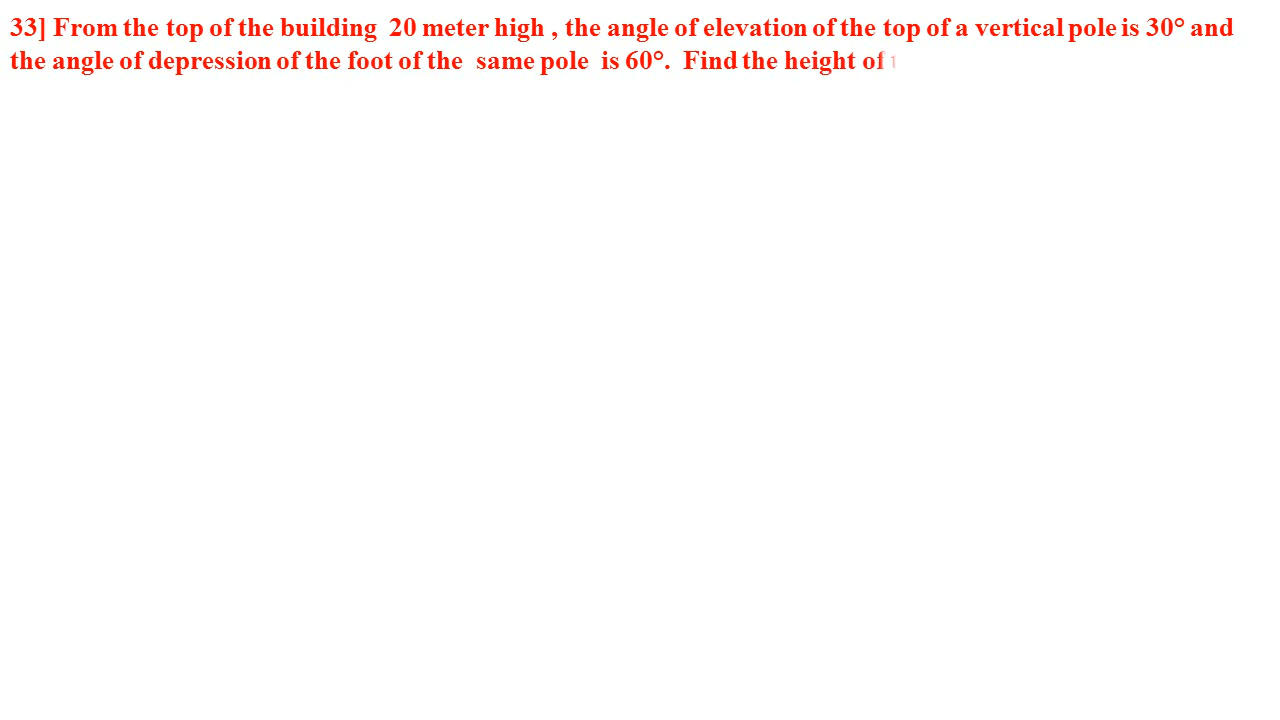 33] From the top of the building 20 meter high , the angle of elevation of the top of a vertical pole is 30° and
the angle of depression of the foot of the same pole is 60°. Find the height of